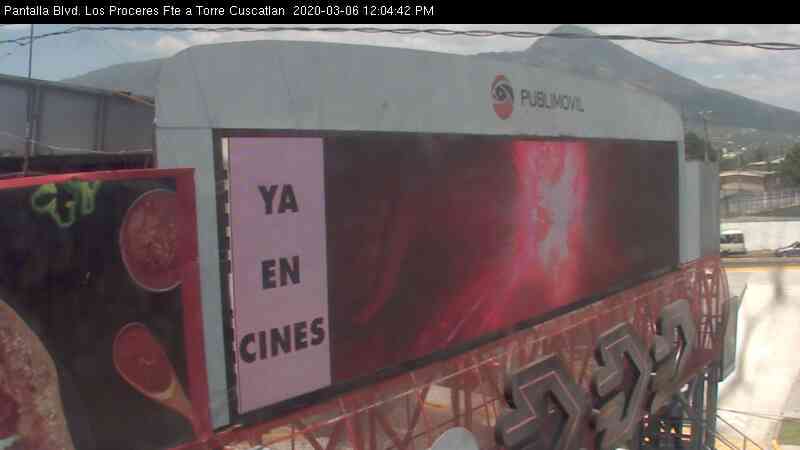 Pantalla Blvd. Los Proceres Fte a Torre Cuscatlan 2020-03-06 12:04:42 PM
PUBLIMOVIL
YA
EN
CINES